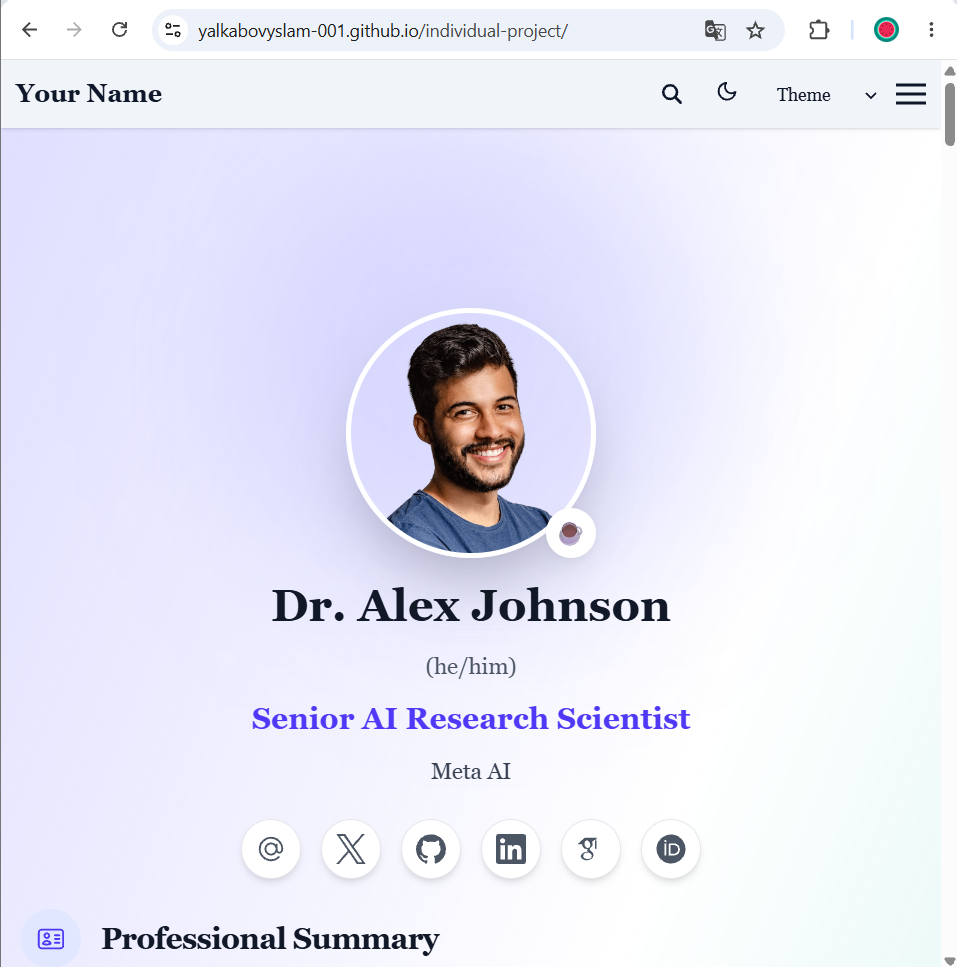 yalkabovyslam-001.github.io/individual-project/
Your Name
Theme
Dr. Alex Johnson
(he/him)
Senior AI Research Scientist
Meta AI
Professional Summary